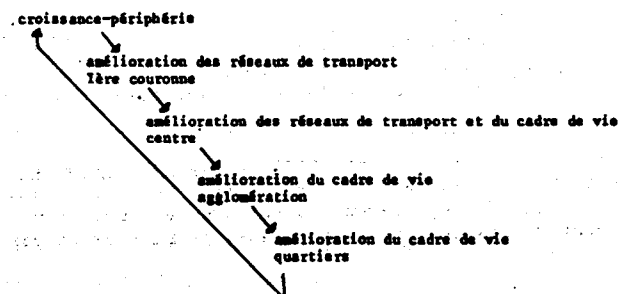 croissance-périphérie
amélioration des réseaux de transport
1ère couronne
amélioration des réseaux de transport et du cadre de vie
centre
amélioration du cadre de vie
agglomération
amélioration du cadre de vie
quartiers